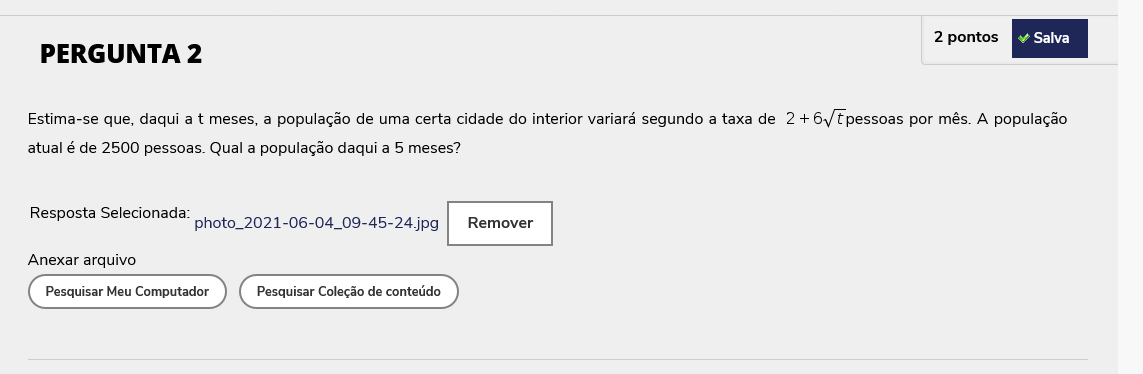 2 pontos
Salva
PERGUNTA 2
Estima-se que, daqui a t meses, a população de uma certa cidade do interior variará segundo a taxa de 2 + 6√t pessoas por mês. A população
atual é de 2500 pessoas. Qual a população daqui a 5 meses?
Resposta Selecionada:
photo_2021-06-04_09-45-24.jpg
Remover
Anexar arquivo
Pesquisar Meu Computador
Pesquisar Coleção de conteúdo